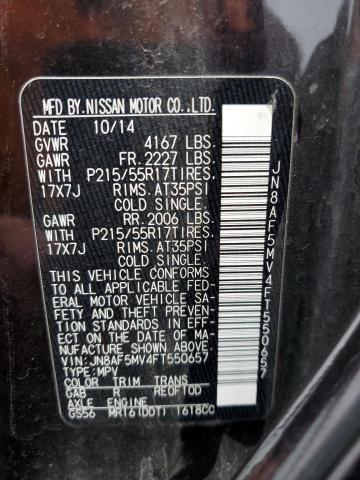 MFD.BY.NISSAN MOTOR CO.,LTD.
DATE 10/14
GVWR 4167 LBS.
GAWR FR. 2227 LBS.
WITH P215/55R17TIRES,
17X7J RIMS.AT35PSI
COLD SINGLE.
GAWR RR. 2006 LBS.
WITH P215/55R17TIRES,
17X7J RIMS.AT35PSI
COLD SINGLE.
THIS VEHICLE CONFORMS
TO ALL APPLICABLE FED-
ERAL MOTOR VEHICLE SA-
FETY AND THEFT PREVEN-
TION STANDARDS IN EFF-
ECT ON THE DATE OF MA-
NUFACTURE SHOWN ABOVE.
VIN:JN8AF5MV4FT550657
TYPE:MPV
COLOR TRIM TRANS
GAB R RE0F10D
AXLE ENGINE
GS56 MR16(DDT) 1618CC
JN8AF5MV4FT550657